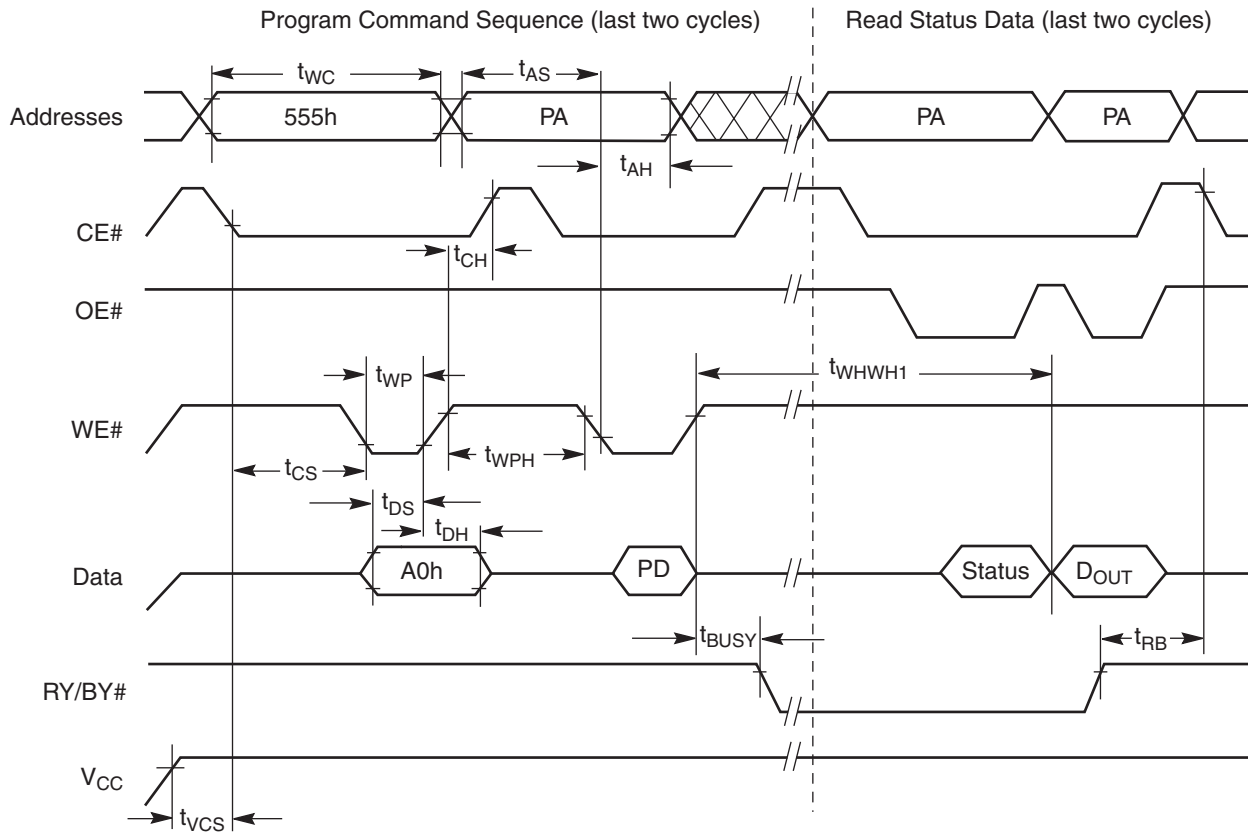 Program Command Sequence (last two cycles)
Read Status Data (last two cycles)
tWC
tAS
Addresses
555h
PA
PA
PA
tAH
CE#
tCH
OE#
tWP
tWHWH1
WE#
tCS
tWPH
tDS
tDH
Data
A0h
PD
Status
DOUT
tBUSY
tRB
RY/BY#
VCC
tVCS